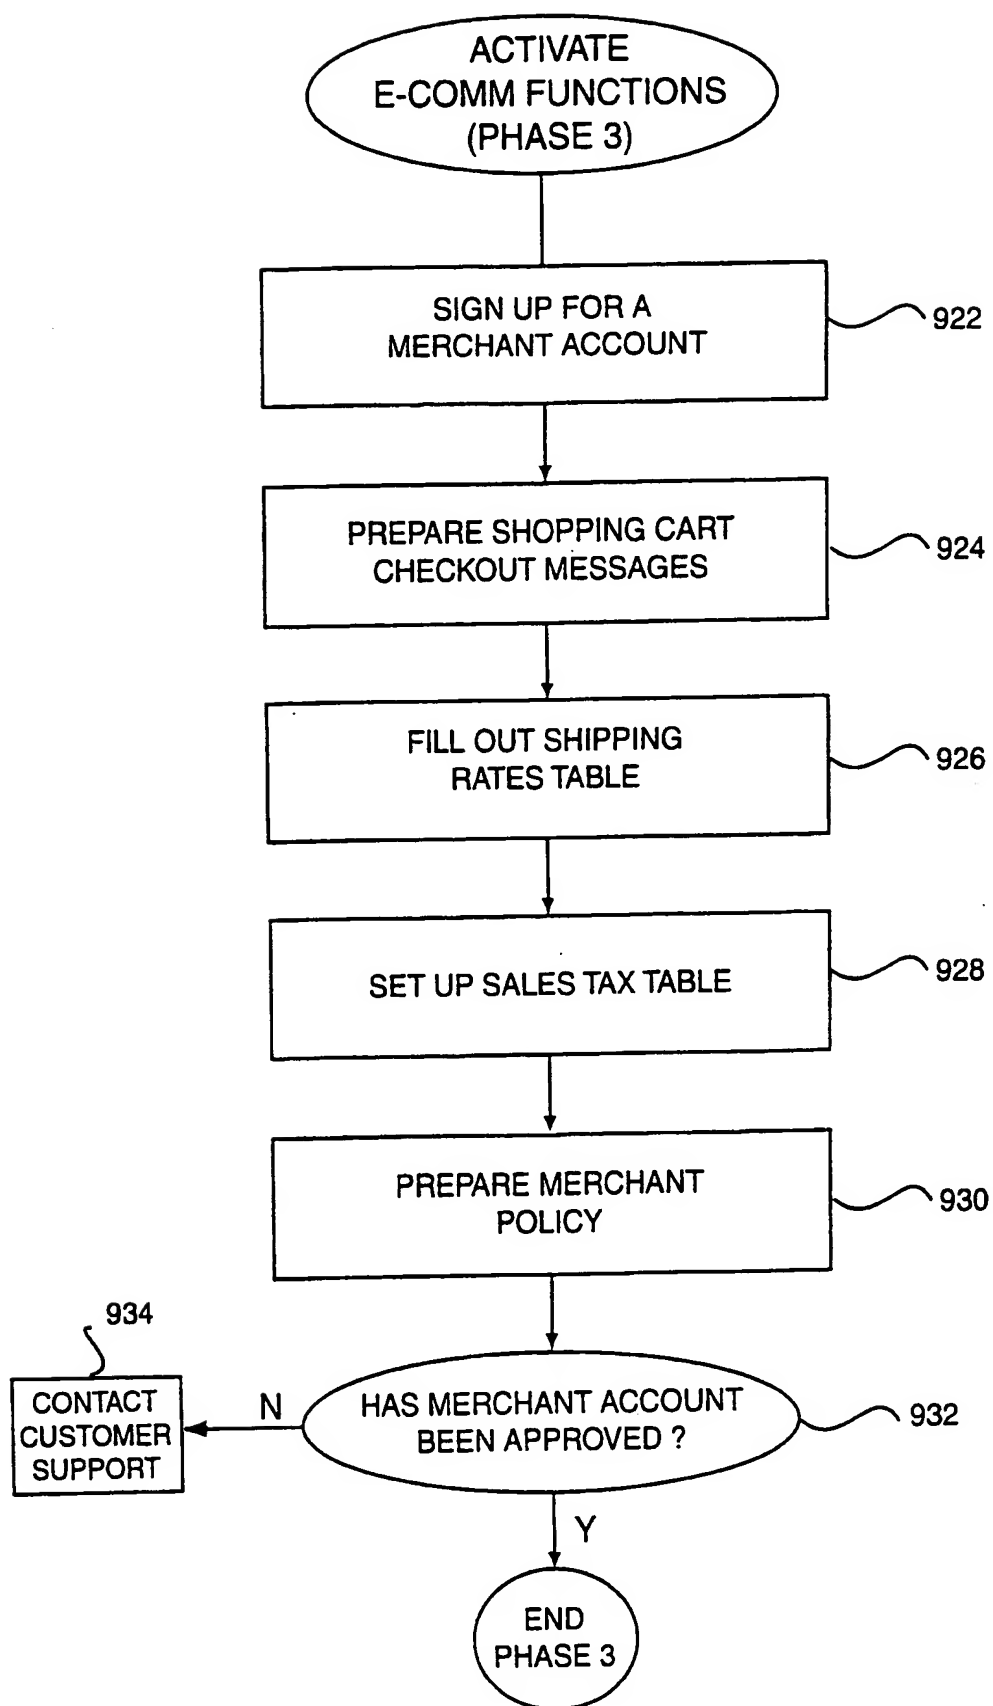 ACTIVATE
E-COMM FUNCTIONS
(PHASE 3)
SIGN UP FOR A
MERCHANT ACCOUNT
922
PREPARE SHOPPING CART
CHECKOUT MESSAGES
924
FILL OUT SHIPPING
RATES TABLE
926
SET UP SALES TAX TABLE
928
PREPARE MERCHANT
POLICY
930
934
CONTACT
CUSTOMER
SUPPORT
N
HAS MERCHANT ACCOUNT
BEEN APPROVED ?
932
Y
END
PHASE 3